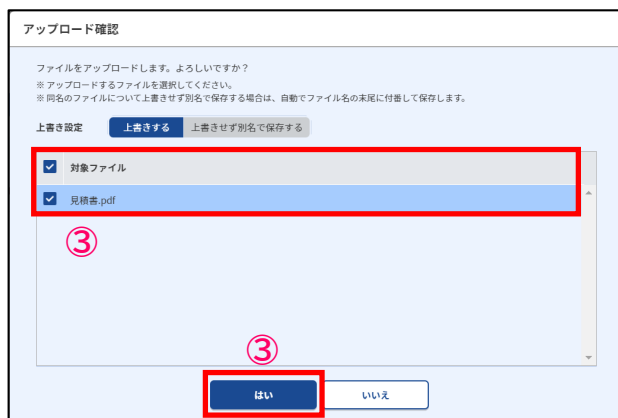 アップロード確認
ファイルをアップロードします。よろしいですか？
※ アップロードするファイルを選択してください。
※ 同名のファイルについて上書きせず別名で保存する場合は、自動でファイル名の末尾に付番して保存します。
上書き設定 上書きする 上書きせず別名で保存する
対象ファイル
見積書.pdf
③
③
はい いいえ